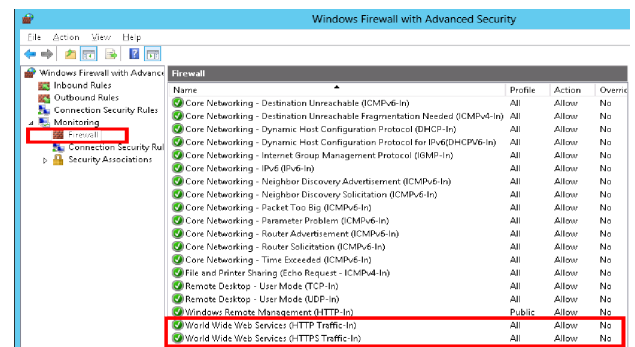 Windows Firewall with Advanced Security
File Action View Help
Windows Firewall with Advance
Inbound Rules
Outbound Rules
Connection Security Rules
Monitoring
Firewall
Connection Security Rul
Security Associations
Firewall
Name Profile Action Overric
Core Networking - Destination Unreachable (ICMPv6-In) All Allow No
Core Networking - Destination Unreachable Fragmentation Needed (ICMPv4-In) All Allow No
Core Networking - Dynamic Host Configuration Protocol (DHCP-In) All Allow No
Core Networking - Dynamic Host Configuration Protocol for IPv6(DHCPV6-In) All Allow No
Core Networking - Internet Group Management Protocol (IGMP-In) All Allow No
Core Networking - IPv6 (IPv6-In) All Allow No
Core Networking - Neighbor Discovery Advertisement (ICMPv6-In) All Allow No
Core Networking - Neighbor Discovery Solicitation (ICMPv6-In) All Allow No
Core Networking - Packet Too Big (ICMPv6-In) All Allow No
Core Networking - Parameter Problem (ICMPv6-In) All Allow No
Core Networking - Router Advertisement (ICMPv6-In) All Allow No
Core Networking - Router Solicitation (ICMPv6-In) All Allow No
Core Networking - Time Exceeded (ICMPv6-In) All Allow No
File and Printer Sharing (Echo Request - ICMPv4-In) All Allow No
Remote Desktop - User Mode (TCP-In) All Allow No
Remote Desktop - User Mode (UDP-In) All Allow No
Windows Remote Management (HTTP-In) Public Allow No
World Wide Web Services (HTTP Traffic-In) All Allow No
World Wide Web Services (HTTPS Traffic-In) All Allow No